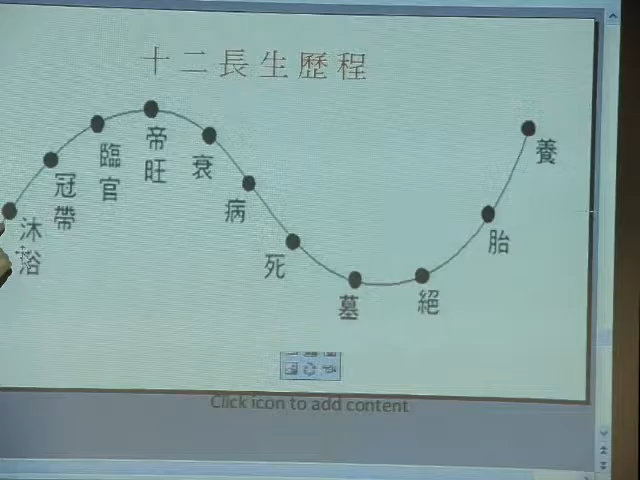 十二長生歷程
沐浴
冠帶
臨官
帝旺
衰
病
死
墓
絕
胎
養
Click icon to add content